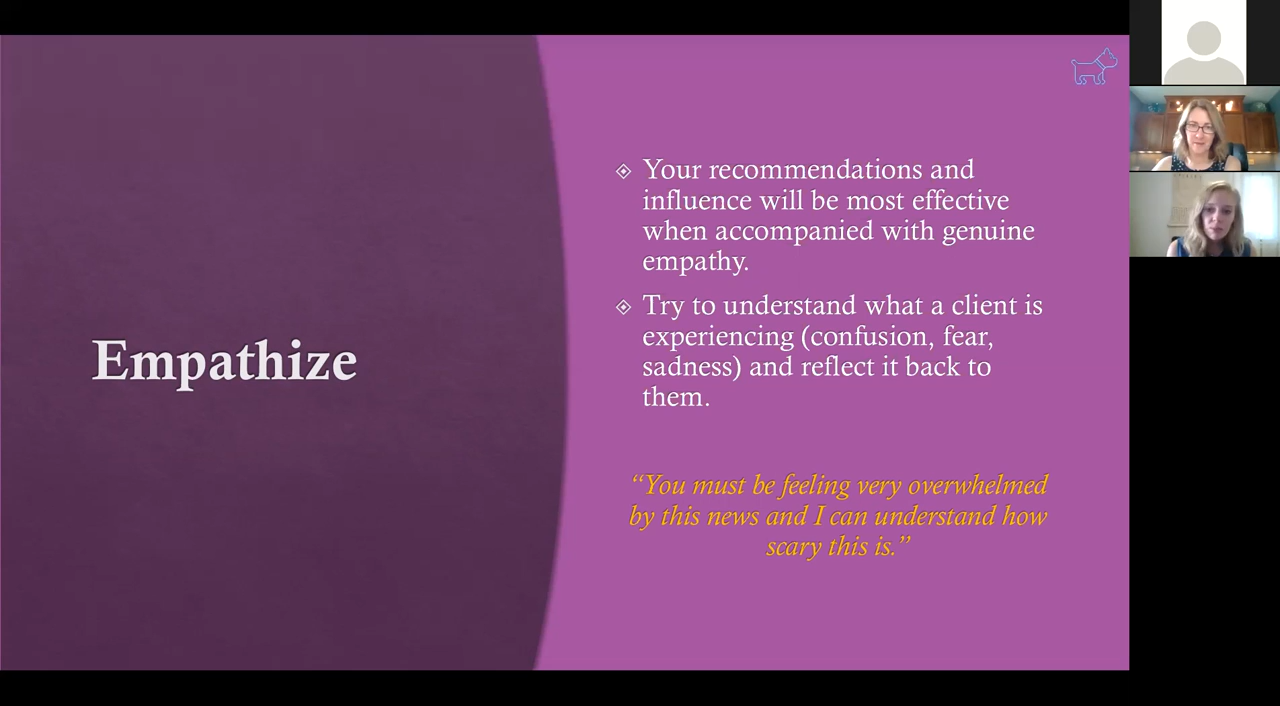 Empathize
Your recommendations and
influence will be most effective
when accompanied with genuine
empathy.
Try to understand what a client is
experiencing (confusion, fear,
sadness) and reflect it back to
them.
“You must be feeling very overwhelmed
by this news and I can understand how
scary this is.”